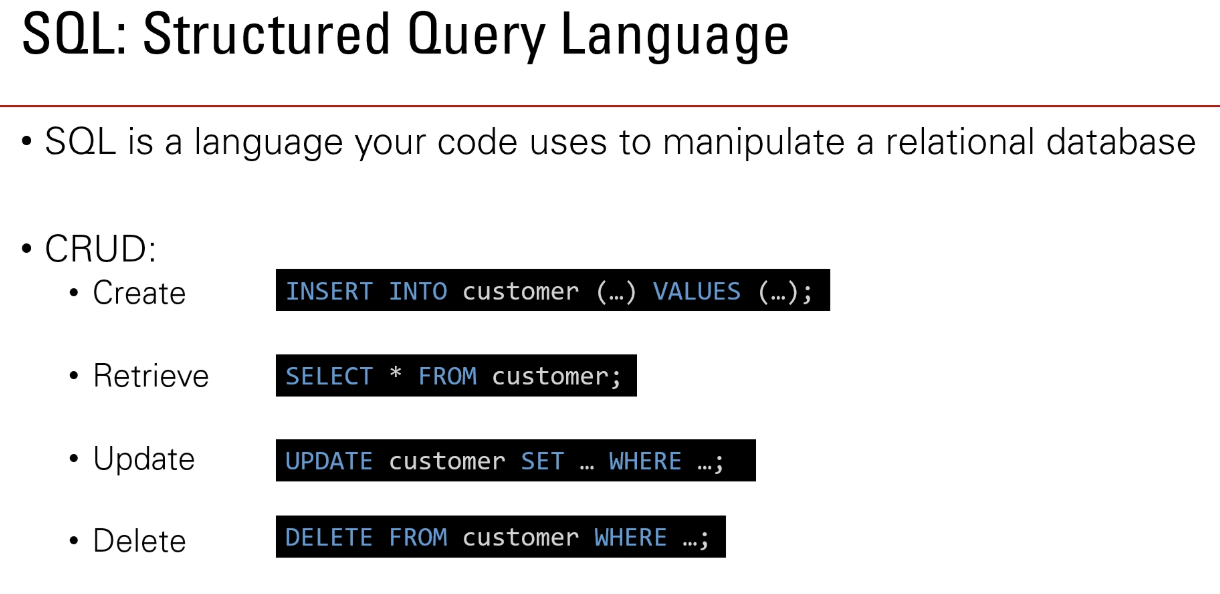 SQL: Structured Query Language
• SQL is a language your code uses to manipulate a relational database
• CRUD:
• Create INSERT INTO customer (…) VALUES (…);
• Retrieve SELECT * FROM customer;
• Update UPDATE customer SET … WHERE …;
• Delete DELETE FROM customer WHERE …;